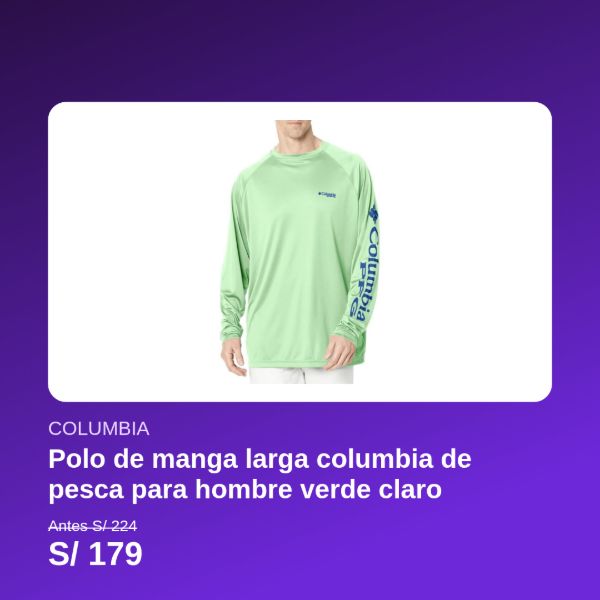 Columbia
Columbia
PFG
COLUMBIA
Polo de manga larga columbia de
pesca para hombre verde claro
Antes S/ 224
S/ 179